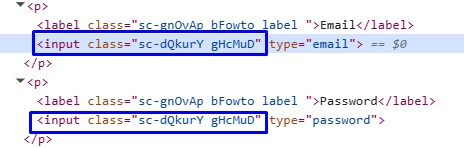 <p>
<label class="sc-gnOvAp bFowto label ">Email</label>
<input class="sc-dQkurY gHcMuD" type="email"> == $0
</p>
<p>
<label class="sc-gnOvAp bFowto label ">Password</label>
<input class="sc-dQkurY gHcMuD" type="password">
</p>